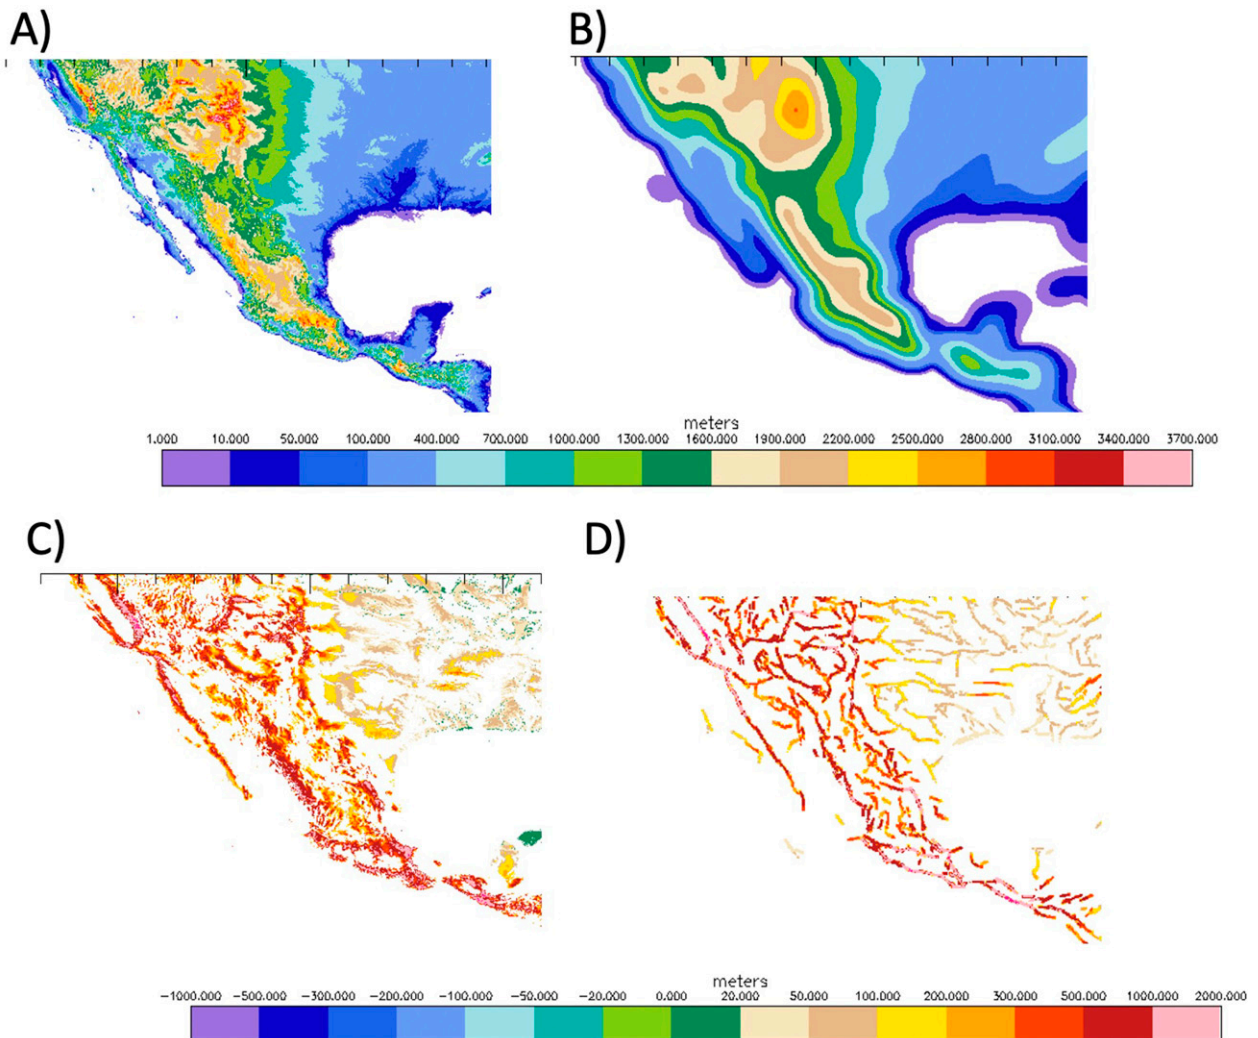 A) B)
meters
1.000 10.000 50.000 100.000 400.000 700.000 1000.000 1300.000 1600.000 1900.000 2200.000 2500.000 2800.000 3100.000 3400.000 3700.000
C) D)
meters
-1000.000 -500.000 -300.000 -200.000 -100.000 -50.000 -20.000 0.000 20.000 50.000 100.000 200.000 300.000 500.000 1000.000 2000.000